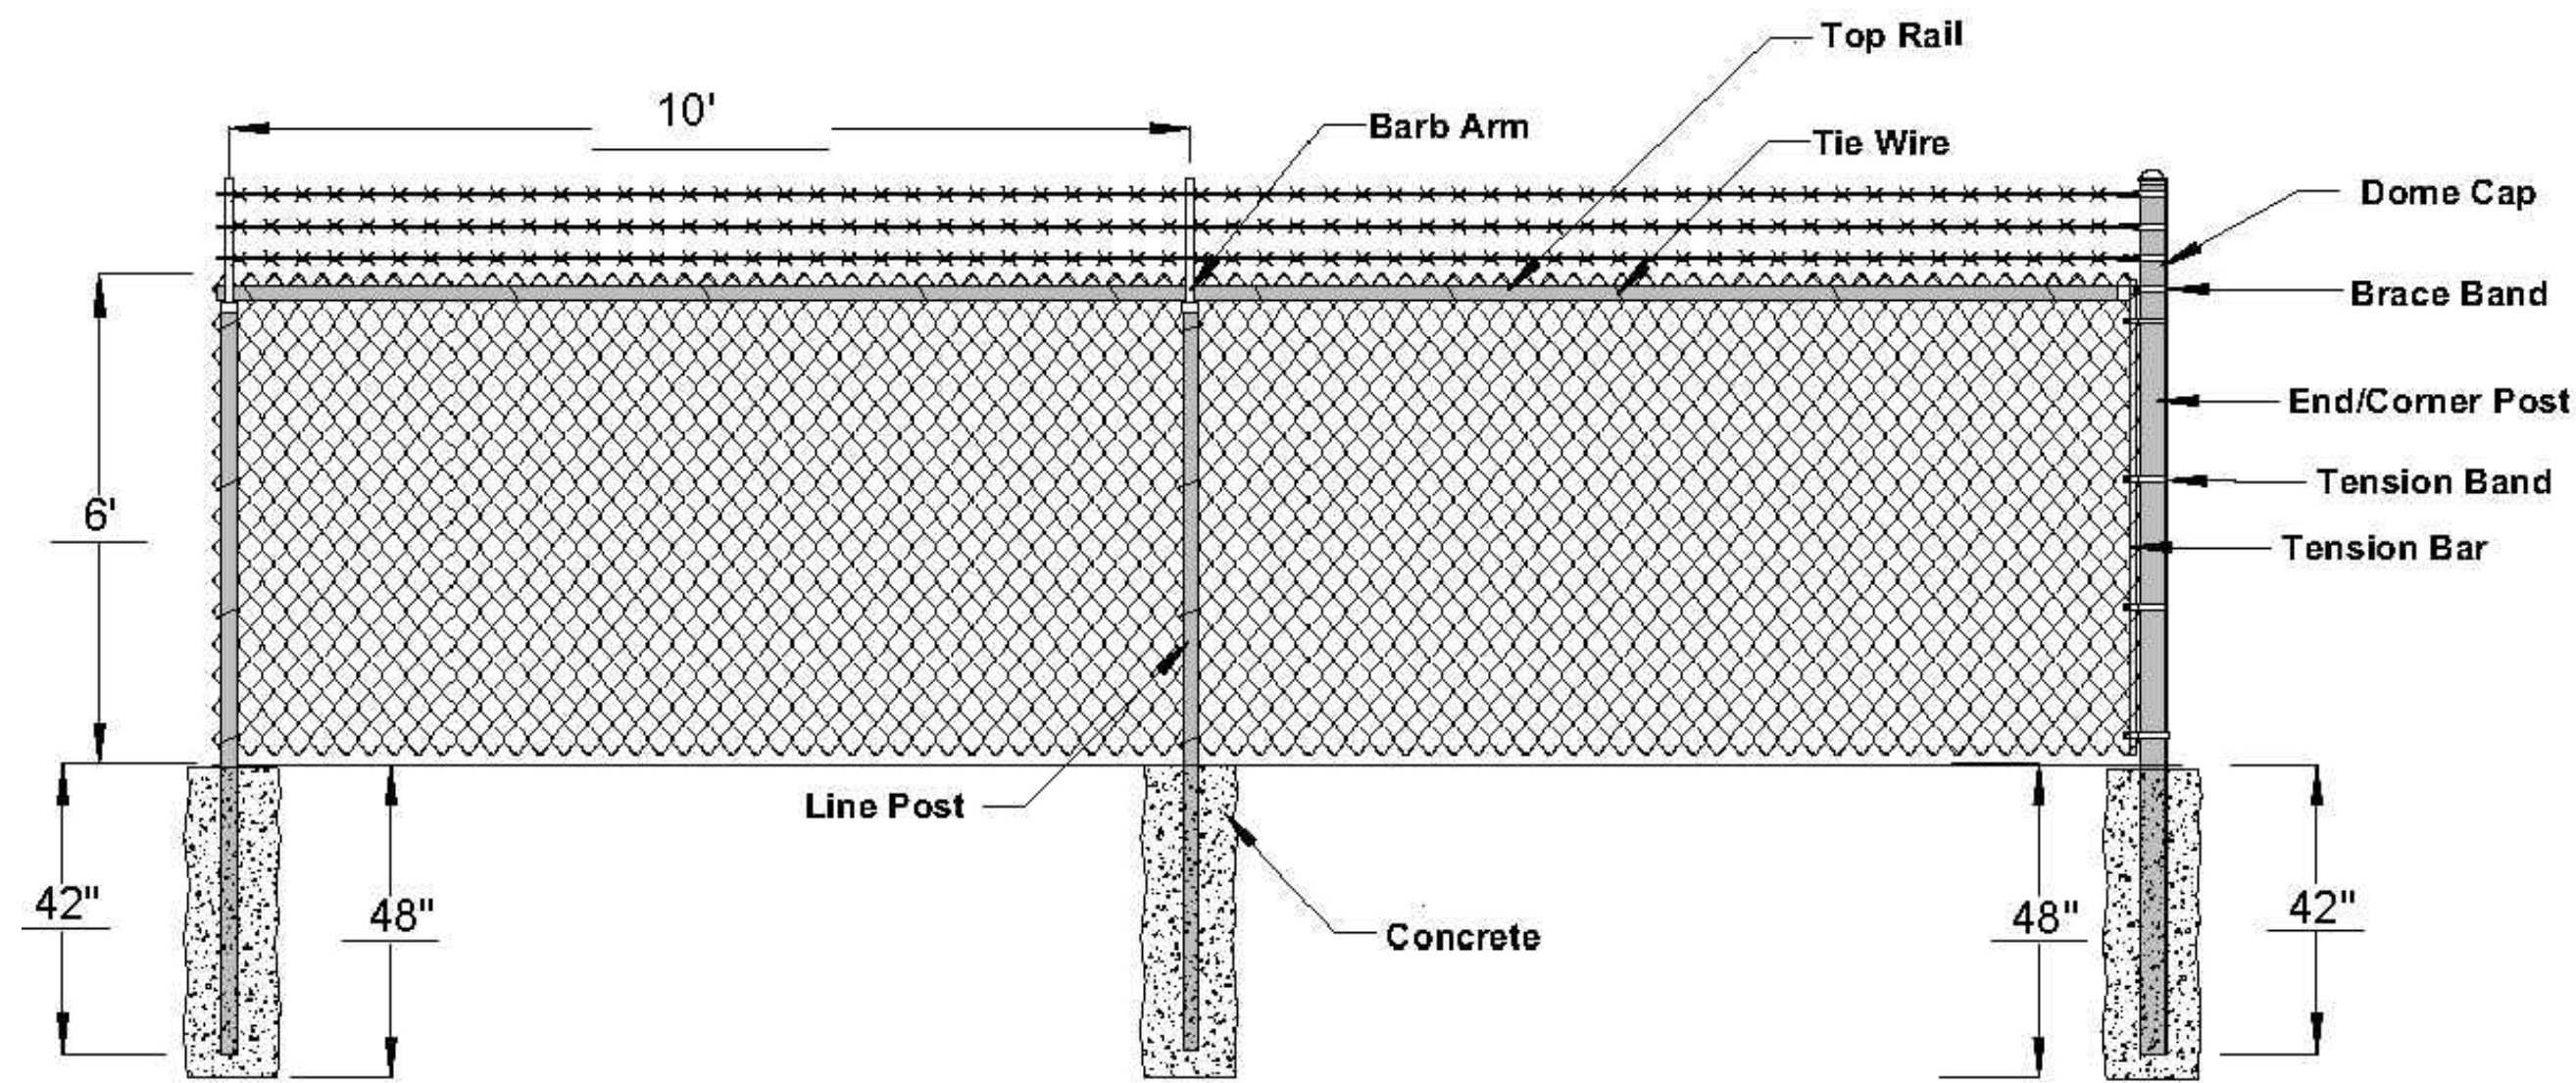 Top Rail
10'
Barb Arm
Tie Wire
Dome Cap
Brace Band
End/Corner Post
Tension Band
6'
Tension Bar
Line Post
42"
48"
Concrete
48"
42"